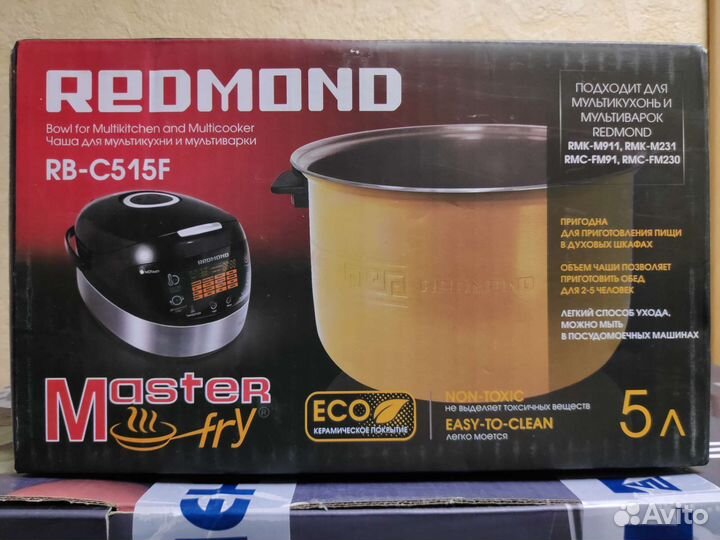 REDMOND
Bowl for Multikitchen and Multicooker
Чаша для мультикухни и мультиварки
RB-C515F
REDMOND
Master
fry®
ECO
КЕРАМИЧЕСКОЕ ПОКРЫТИЕ
REDMOND
NON-TOXIC
не выделяет токсичных веществ
EASY-TO-CLEAN
легко моется
ПОДХОДИТ ДЛЯ
МУЛЬТИКУХОНЬ И
МУЛЬТИВАРОК
REDMOND
RMK-M911, RMK-M231
RMC-FM91, RMC-FM230
ПРИГОДНА
ДЛЯ ПРИГОТОВЛЕНИЯ ПИЩИ
В ДУХОВЫХ ШКАФАХ
ОБЪЕМ ЧАШИ ПОЗВОЛЯЕТ
ПРИГОТОВИТЬ ОБЕД
ДЛЯ 2-5 ЧЕЛОВЕК
ЛЕГКИЙ СПОСОБ УХОДА,
МОЖНО МЫТЬ
В ПОСУДОМОЕЧНЫХ МАШИНАХ
5 л
Avito